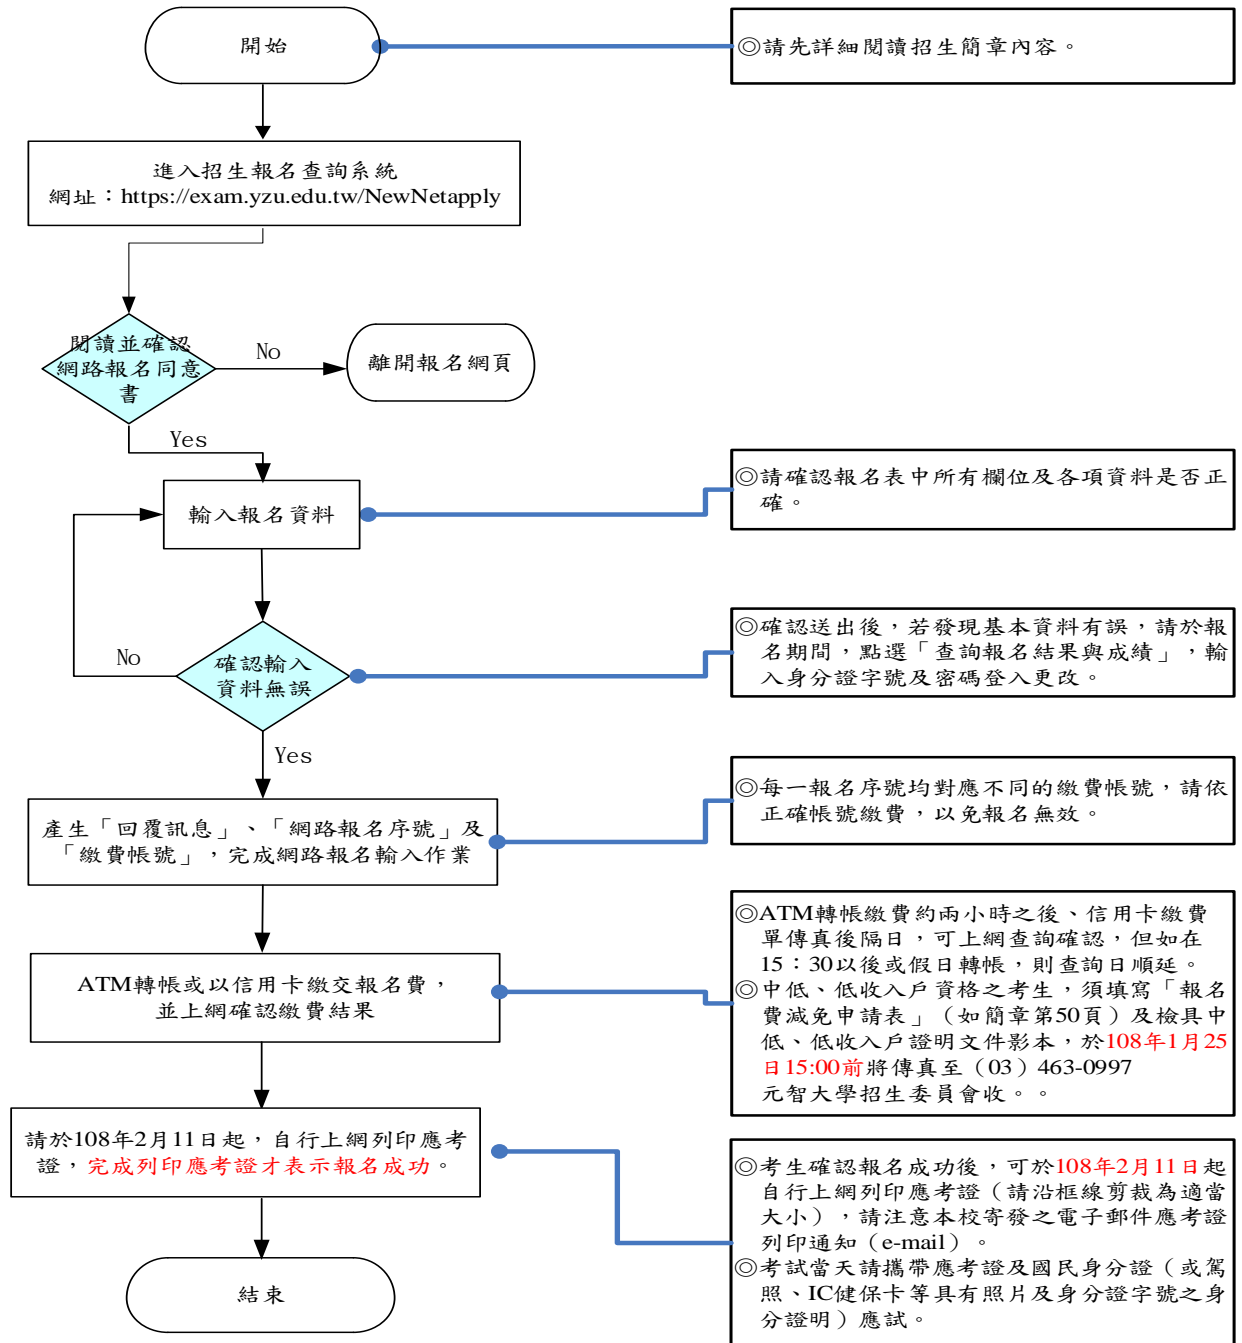 開始
◎請先詳細閱讀招生簡章內容。
進入招生報名查詢系統
網址：https://exam.yzu.edu.tw/NewNetapply
閱讀並確認
網路報名同意
書
No
離開報名網頁
Yes
◎請確認報名表中所有欄位及各項資料是否正
確。
輸入報名資料
◎確認送出後，若發現基本資料有誤，請於報
名期間，點選「查詢報名結果與成績」，輸
入身分證字號及密碼登入更改。
No
確認輸入
資料無誤
Yes
◎每一報名序號均對應不同的繳費帳號，請依
正確帳號繳費，以免報名無效。
產生「回覆訊息」、「網路報名序號」及
「繳費帳號」，完成網路報名輸入作業
◎ATM轉帳繳費約兩小時之後、信用卡繳費
單傳真後隔日，可上網查詢確認，但如在
15：30以後或假日轉帳，則查詢日順延。
◎中低、低收入戶資格之考生，須填寫「報名
費減免申請表」（如簡章第50頁）及檢具中
低、低收入戶證明文件影本，於108年1月25
日15:00前將傳真至（03）463-0997
元智大學招生委員會收。。
ATM轉帳或以信用卡繳交報名費，
並上網確認繳費結果
請於108年2月11日起，自行上網列印應考
證，完成列印應考證才表示報名成功。
◎考生確認報名成功後，可於108年2月11日起
自行上網列印應考證（請沿框線剪裁為適當
大小），請注意本校寄發之電子郵件應考證
列印通知（e-mail）。
◎考試當天請攜帶應考證及國民身分證（或駕
照、IC健保卡等具有照片及身分證字號之身
分證明）應試。
結束